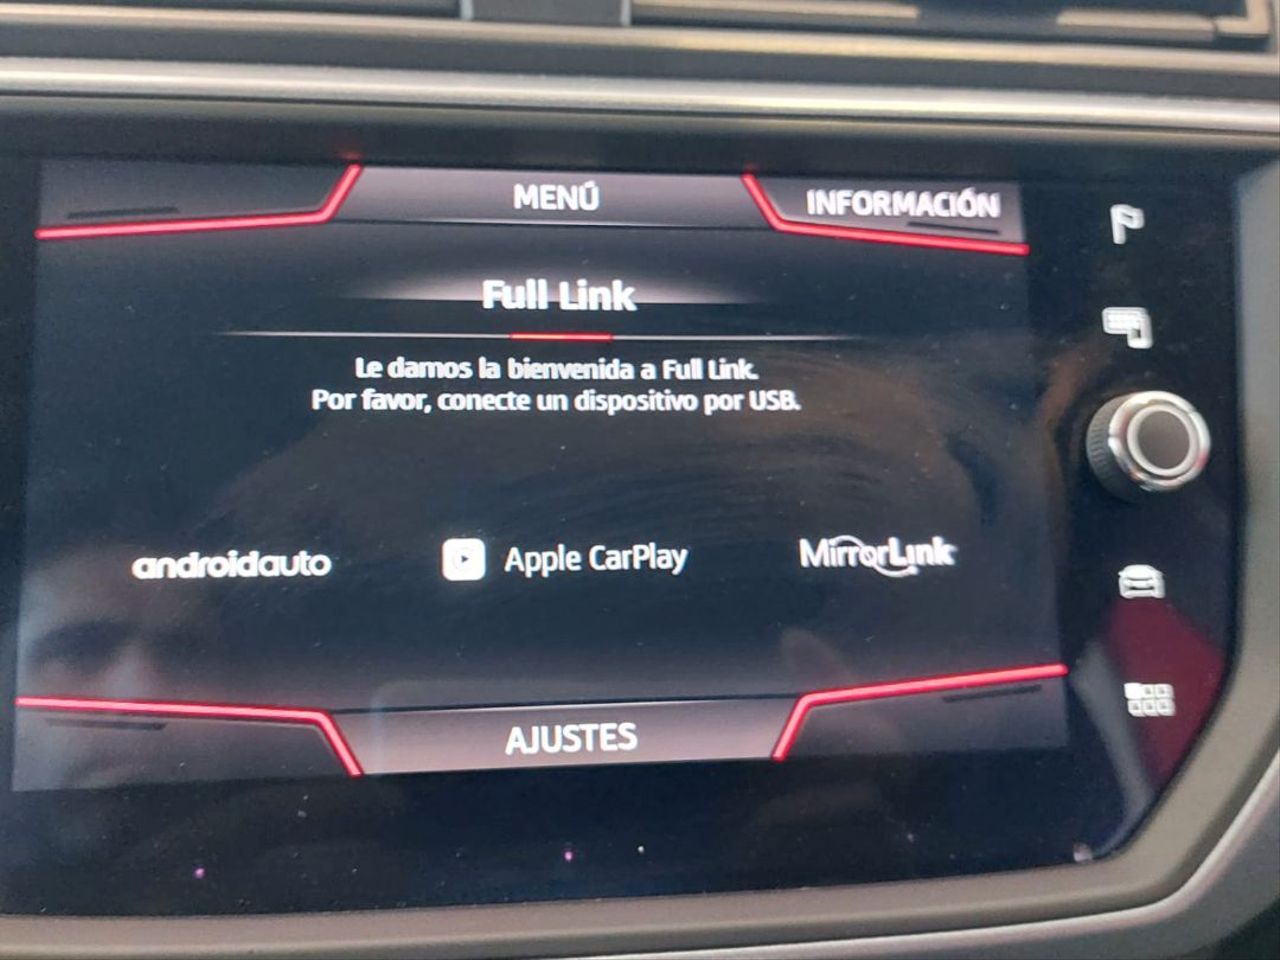 MENÚ
INFORMACIÓN
Full Link
Le damos la bienvenida a Full Link.
Por favor, conecte un dispositivo por USB.
androidauto
Apple CarPlay
MirrorLink
AJUSTES